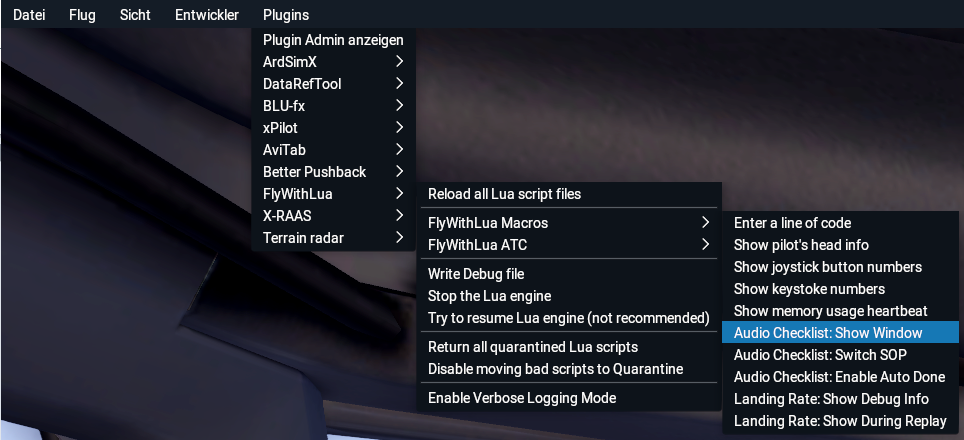 Datei Flug Sicht Entwickler Plugins
Plugin Admin anzeigen
ArdSimX
DataRefTool
BLU-fx
xPilot
AviTab
Better Pushback
FlyWithLua
X-RAAS
Terrain radar
Reload all Lua script files
FlyWithLua Macros
FlyWithLua ATC
Write Debug file
Stop the Lua engine
Try to resume Lua engine (not recommended)
Return all quarantined Lua scripts
Disable moving bad scripts to Quarantine
Enable Verbose Logging Mode
Enter a line of code
Show pilot's head info
Show joystick button numbers
Show keystoke numbers
Show memory usage heartbeat
Audio Checklist: Show Window
Audio Checklist: Switch SOP
Audio Checklist: Enable Auto Done
Landing Rate: Show Debug Info
Landing Rate: Show During Replay